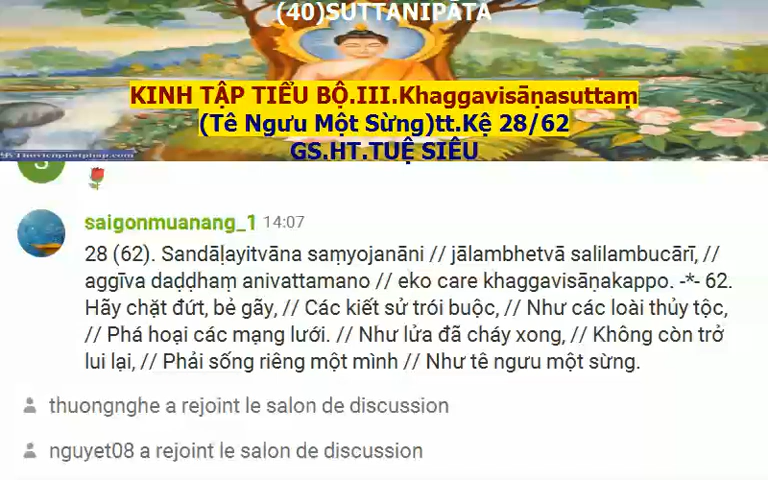 (40)SUTTANIPĀTA
KINH TẬP TIỂU BỘ.III.Khaggavisāṇasuttaṃ
(Tê Ngưu Một Sừng)tt.Kệ 28/62
GS.HT.TUỆ SIÊU
Thuvienphatphap.com
saigonmuanang_1 14:07
28 (62). Sandāḷayitvāna saṃyojanāni // jālambhetvā salilambucārī, //
aggīva daḍḍhaṃ anivattamano // eko care khaggavisāṇakappo. -*- 62.
Hãy chặt đứt, bẻ gãy, // Các kiết sử trói buộc, // Như các loài thủy tộc,
// Phá hoại các mạng lưới. // Như lửa đã cháy xong, // Không còn trở
lui lại, // Phải sống riêng một mình // Như tê ngưu một sừng.
thuongnghe a rejoint le salon de discussion
nguyet08 a rejoint le salon de discussion